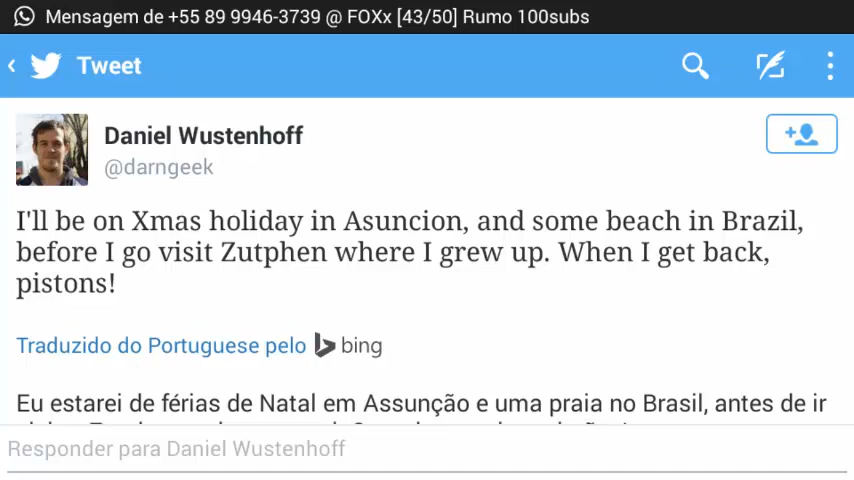 Mensagem de +55 89 9946-3739 @ FOXx [43/50] Rumo 100subs
Tweet
Daniel Wustenhoff
@darngeek
I'll be on Xmas holiday in Asuncion, and some beach in Brazil,
before I go visit Zutphen where I grew up. When I get back,
pistons!
Traduzido do Portuguese pelo bing
Eu estarei de férias de Natal em Assunção e uma praia no Brasil, antes de ir
Responder para Daniel Wustenhoff